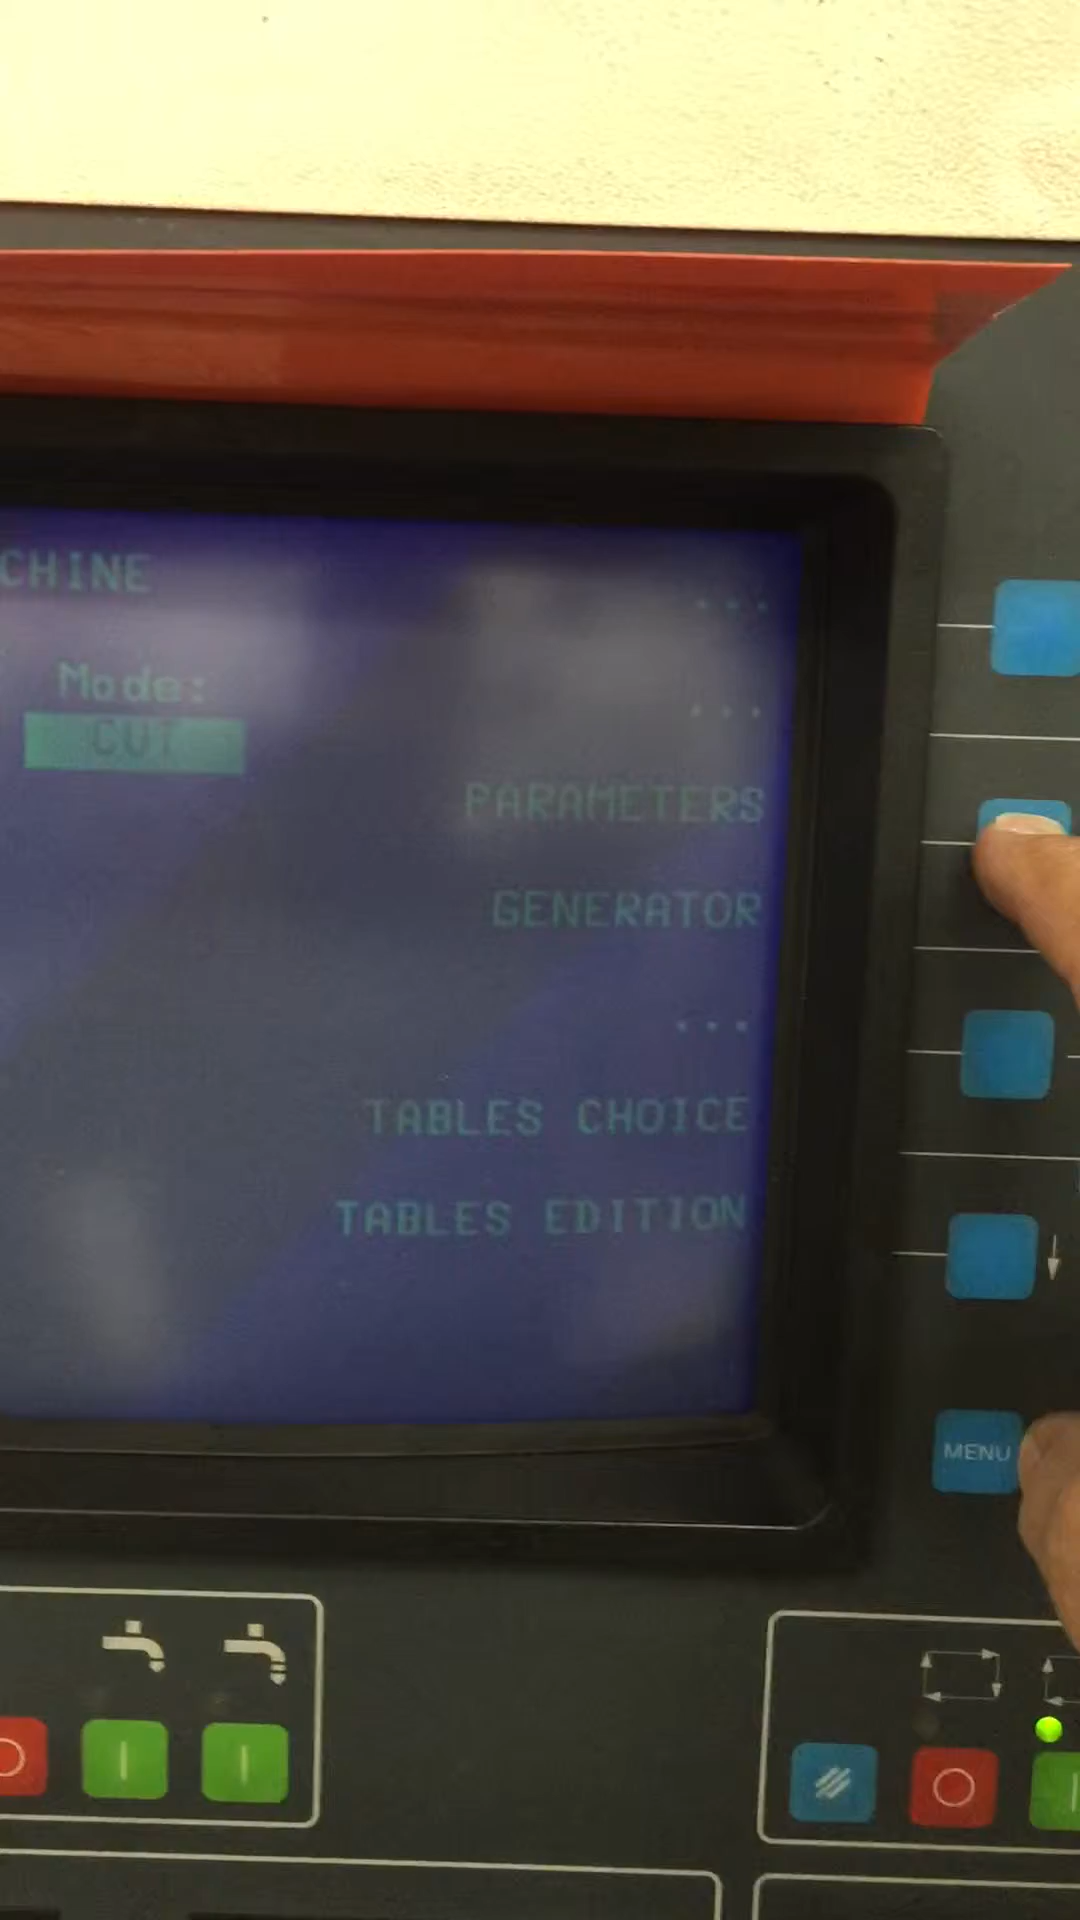 CHINE
...
Mode:
...
CUT
PARAMETERS
GENERATOR
...
TABLES CHOICE
TABLES EDITION
MENU